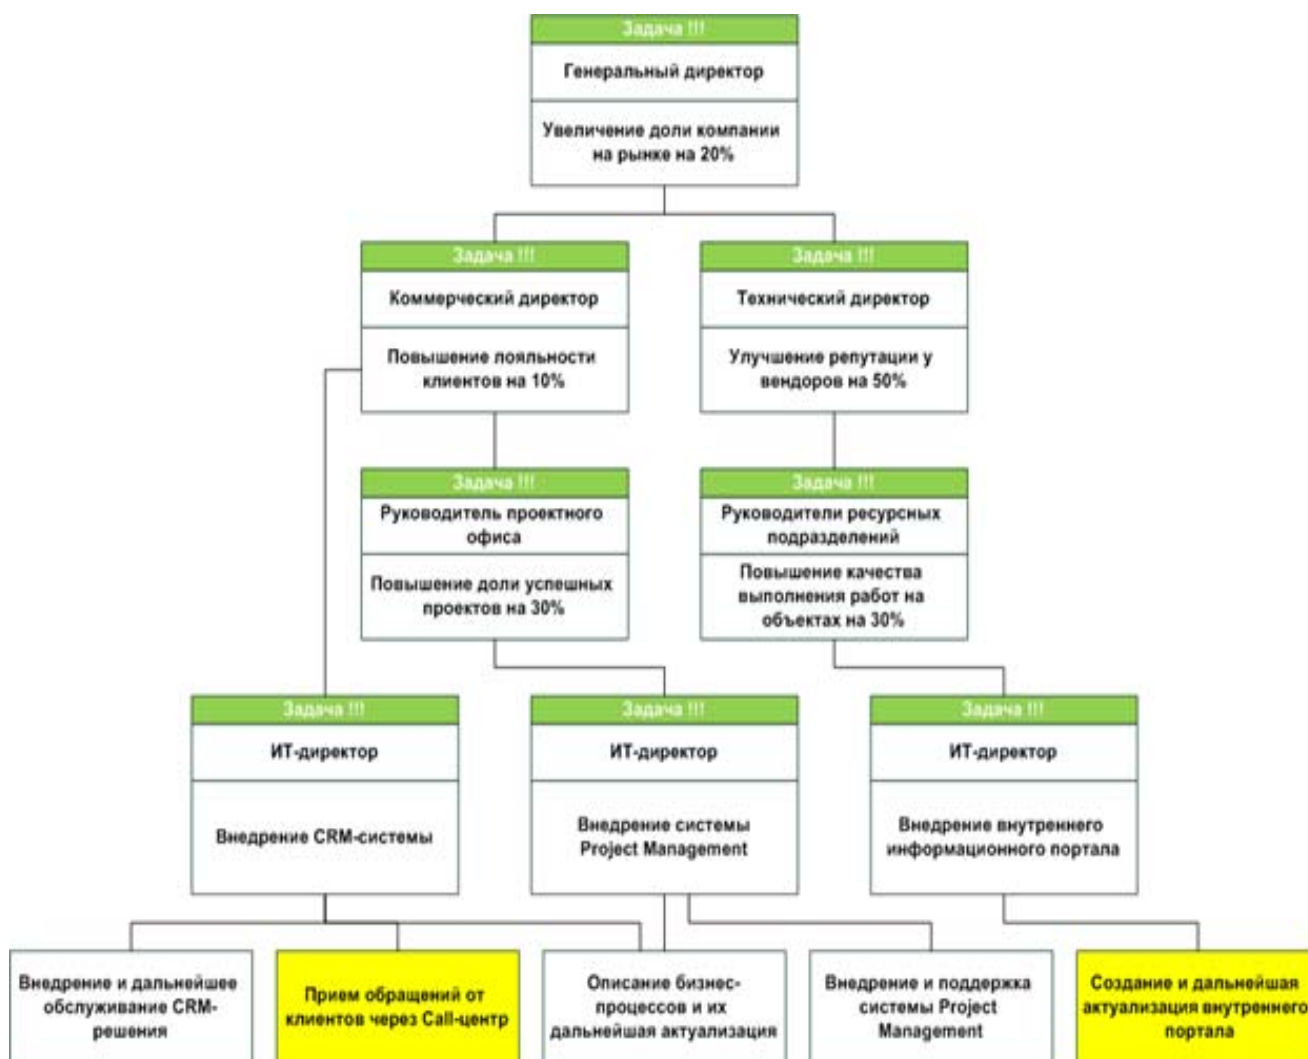 Задача !!!
Генеральный директор
Увеличение доли компании
на рынке на 20%
Задача !!!
Коммерческий директор
Повышение лояльности
клиентов на 10%
Задача !!!
Технический директор
Улучшение репутации у
вендоров на 50%
Задача !!!
Руководитель проектного
офиса
Повышение доли успешных
проектов на 30%
Задача !!!
Руководители ресурсных
подразделений
Повышение качества
выполнения работ на
объектах на 30%
Задача !!!
ИТ-директор
Внедрение CRM-системы
Задача !!!
ИТ-директор
Внедрение системы
Project Management
Задача !!!
ИТ-директор
Внедрение внутреннего
информационного портала
Внедрение и дальнейшее
обслуживание CRM-
решения
Прием обращений от
клиентов через Call-центр
Описание бизнес-
процессов и их
дальнейшая актуализация
Внедрение и поддержка
системы Project
Management
Создание и дальнейшая
актуализация внутреннего
портала